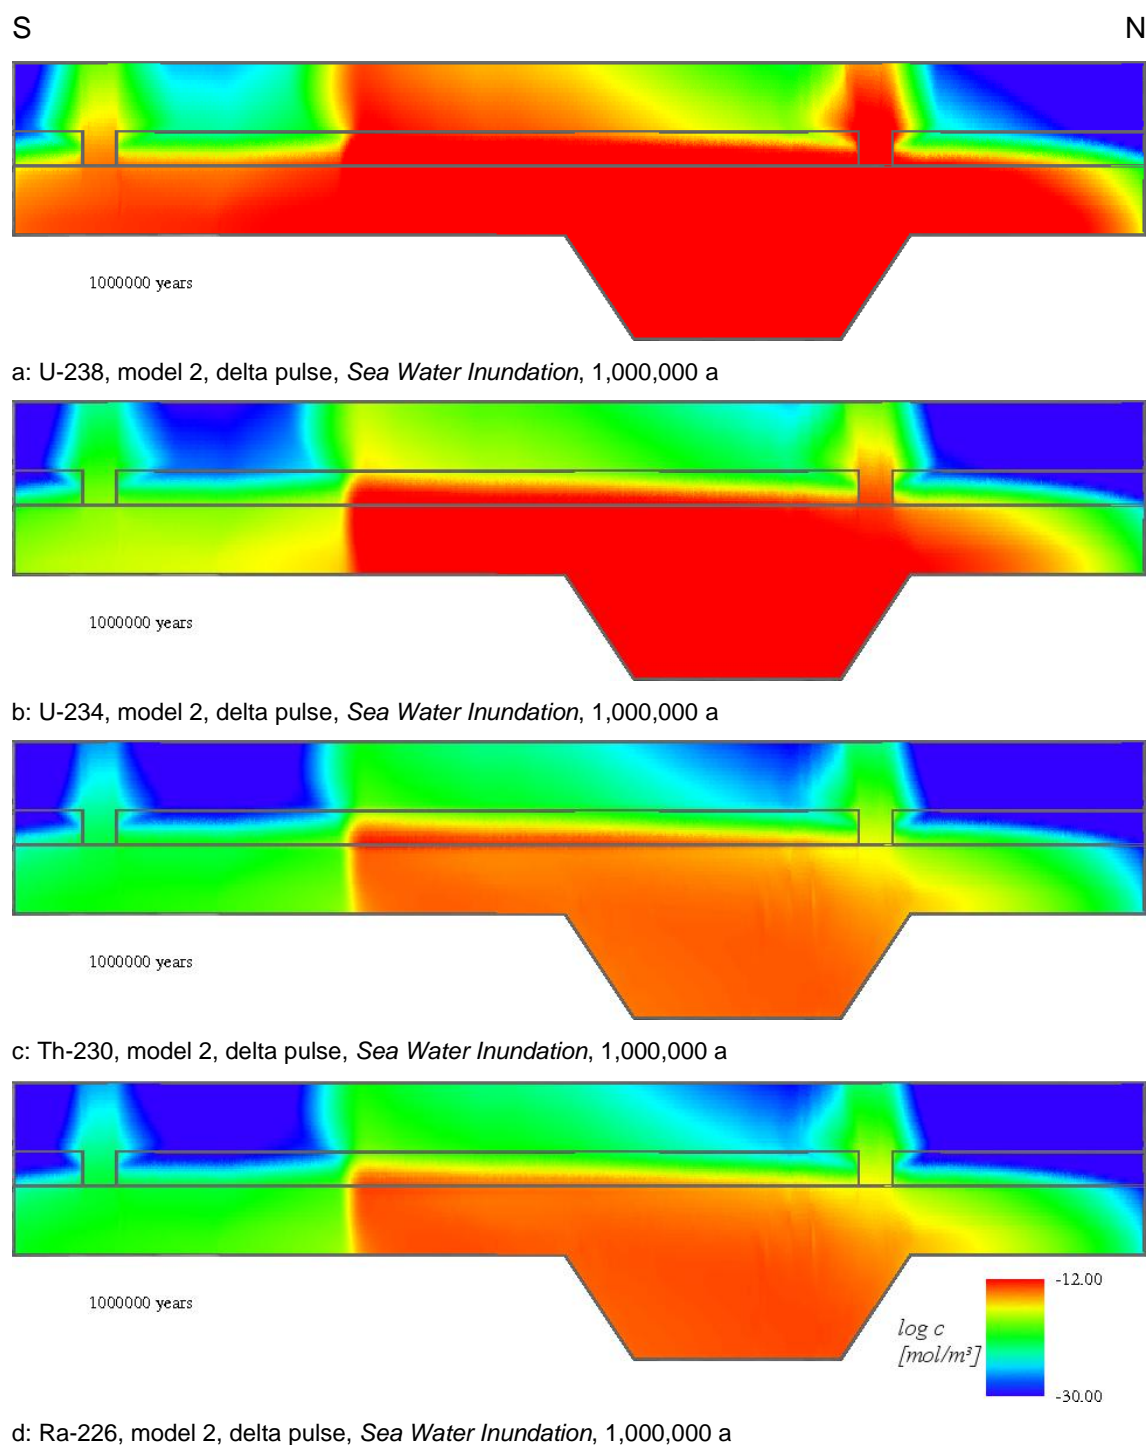 S
N
1000000 years
a: U-238, model 2, delta pulse, Sea Water Inundation, 1,000,000 a
1000000 years
b: U-234, model 2, delta pulse, Sea Water Inundation, 1,000,000 a
1000000 years
c: Th-230, model 2, delta pulse, Sea Water Inundation, 1,000,000 a
1000000 years
-12.00
log c
[mol/m³]
-30.00
d: Ra-226, model 2, delta pulse, Sea Water Inundation, 1,000,000 a